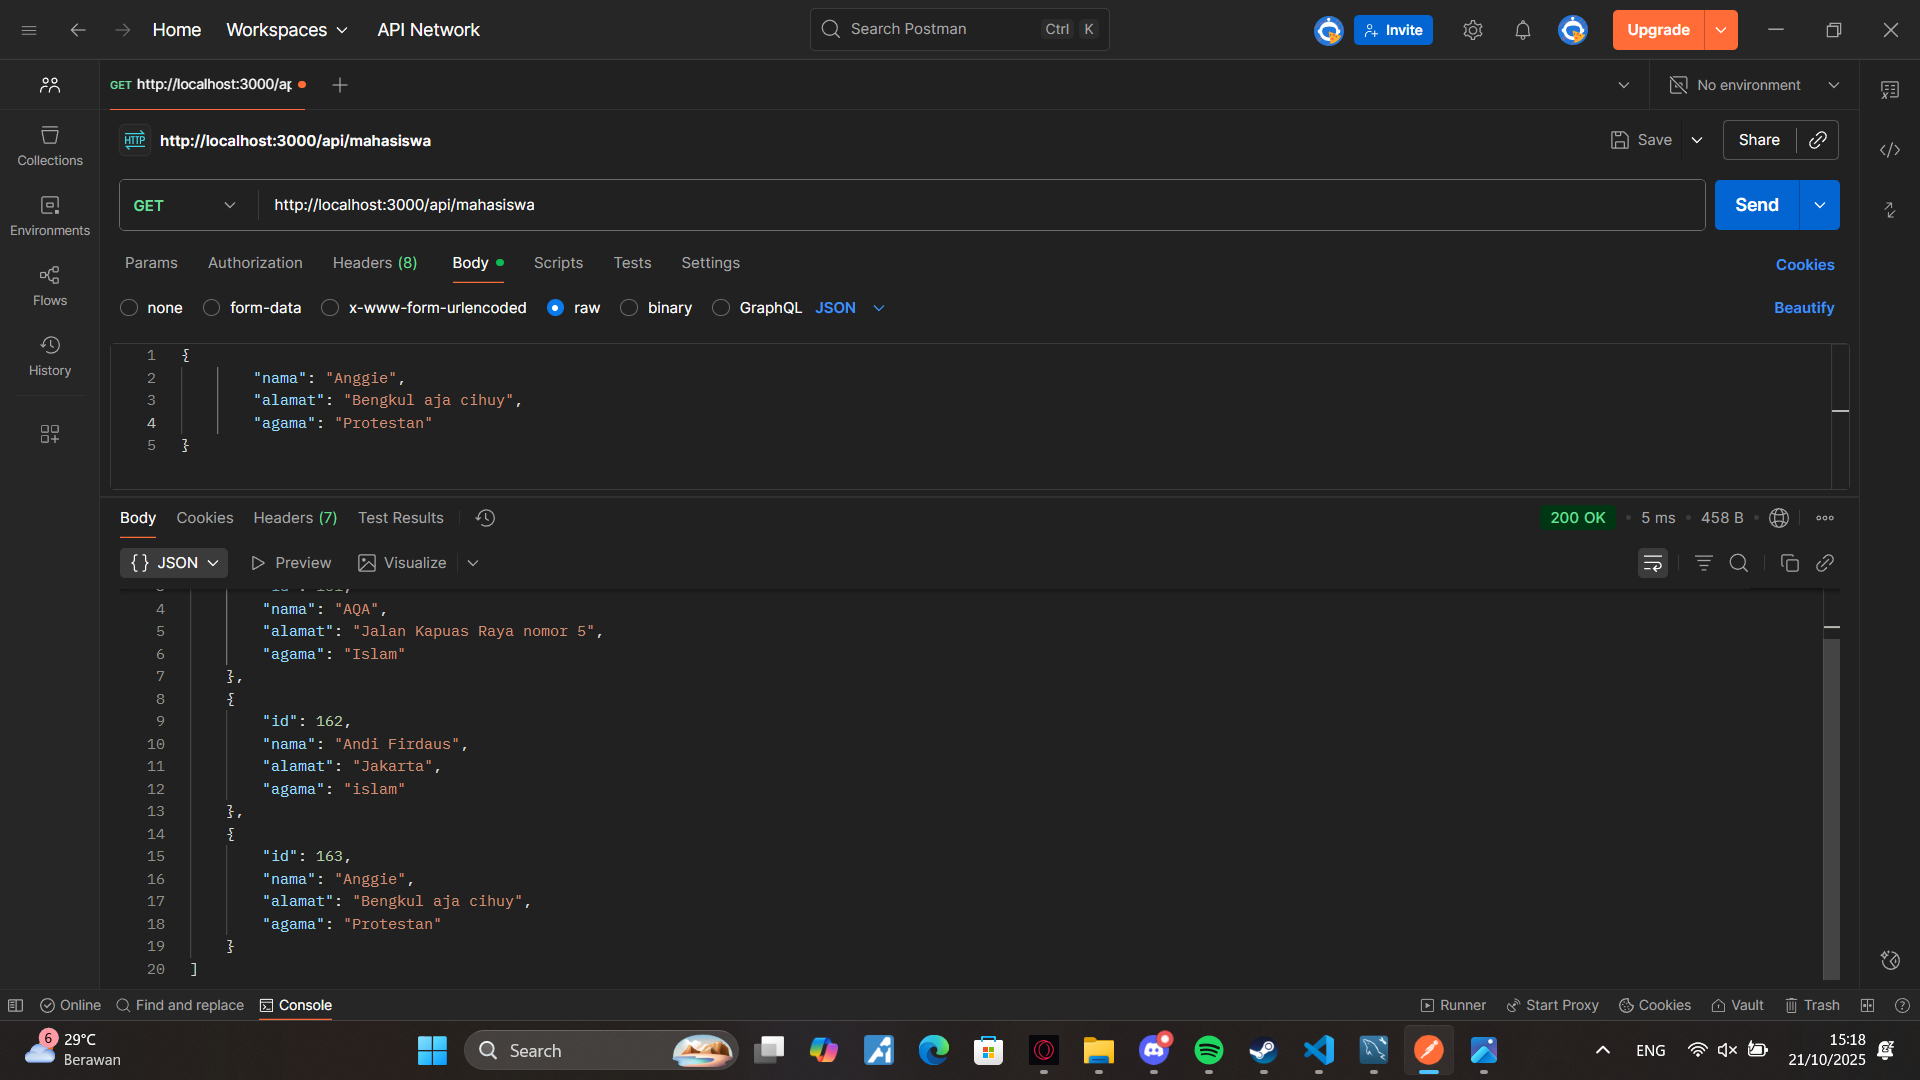 Home Workspaces API Network Search Postman Ctrl K Invite Upgrade
GET http://localhost:3000/ap No environment
HTTP http://localhost:3000/api/mahasiswa Save Share
GET http://localhost:3000/api/mahasiswa Send
Params Authorization Headers (8) Body Scripts Tests Settings Cookies
none form-data x-www-form-urlencoded raw binary GraphQL JSON Beautify
Collections
Environments
Flows
History
1 {
2 "nama": "Anggie",
3 "alamat": "Bengkul aja cihuy",
4 "agama": "Protestan"
5 }
Body Cookies Headers (7) Test Results 200 OK 5 ms 458 B
{} JSON Preview Visualize
4 "nama": "AQA",
5 "alamat": "Jalan Kapuas Raya nomor 5",
6 "agama": "Islam"
7 },
8 {
9 "id": 162,
10 "nama": "Andi Firdaus",
11 "alamat": "Jakarta",
12 "agama": "islam"
13 },
14 {
15 "id": 163,
16 "nama": "Anggie",
17 "alamat": "Bengkul aja cihuy",
18 "agama": "Protestan"
19 }
20 ]
Online Find and replace Console Runner Start Proxy Cookies Vault Trash
6 29°C
Berawan
Search
ENG
15:18
21/10/2025